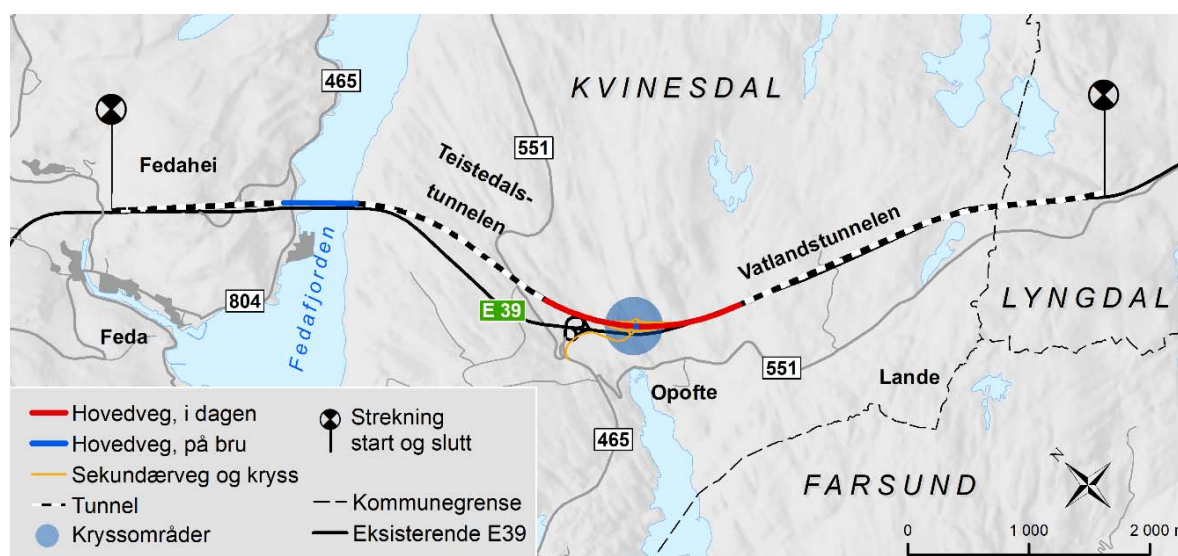 465
KVINESDAL
Fedahei
551
Teistedals-
tunnelen
Vatlandstunnelen
Fedafjorden
804
E 39
LYNGDAL
Feda
551
Opofte
Lande
465
FARSUND
N
Hovedveg, i dagen
Hovedveg, på bru
Sekundærveg og kryss
Tunnel
Kryssområder
Strekning
start og slutt
Kommunegrense
Eksisterende E39
0 1 000 2 000 m